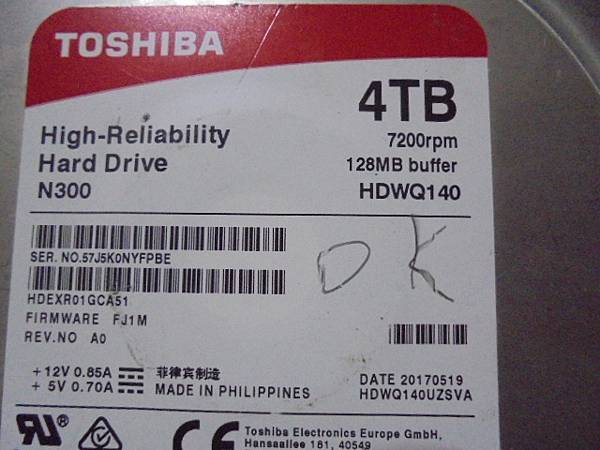 TOSHIBA
4TB
High-Reliability
Hard Drive
N300
7200rpm
128MB buffer
HDWQ140
SER. NO.57J5K0NYFPBE
HDEXR01GCA51
FIRMWARE FJ1M
REV.NO A0
DK
+12V 0.85A
+ 5V 0.70A
菲律宾制造
MADE IN PHILIPPINES
DATE 20170519
HDWQ140UZSVA
Toshiba Electronics Europe GmbH,
Hansaallee 181, 40549